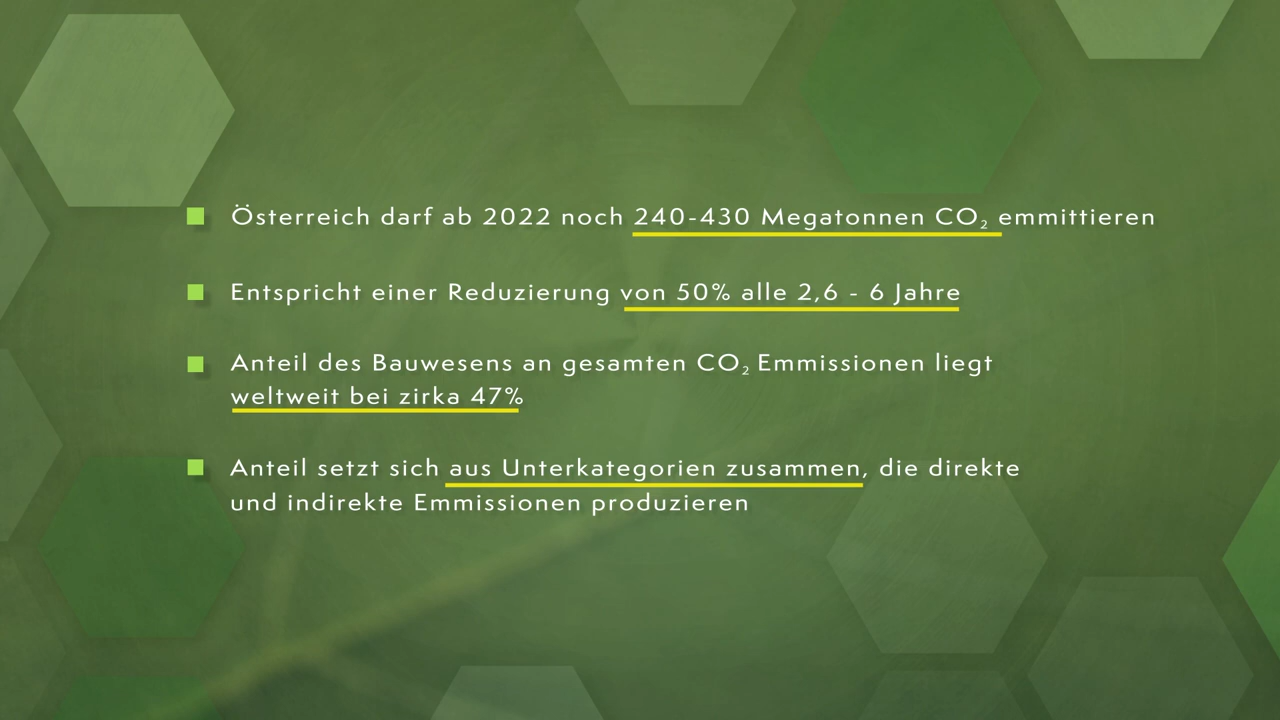 Österreich darf ab 2022 noch 240-430 Megatonnen CO₂ emmittieren
Entspricht einer Reduzierung von 50% alle 2,6 - 6 Jahre
Anteil des Bauwesens an gesamten CO₂ Emmissionen liegt
weltweit bei zirka 47%
Anteil setzt sich aus Unterkategorien zusammen, die direkte
und indirekte Emmissionen produzieren